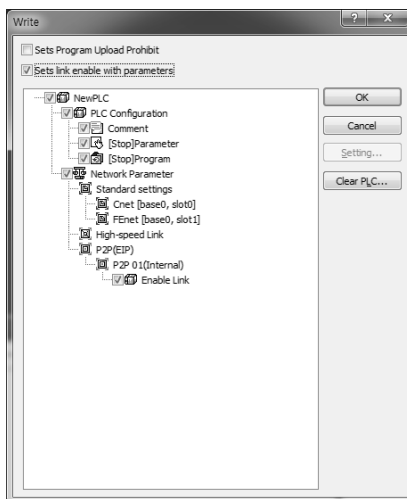 Write
Sets Program Upload Prohibit
Sets link enable with parameters
NewPLC
PLC Configuration
Comment
[Stop]Parameter
[Stop]Program
Network Parameter
Standard settings
Cnet [base0, slot0]
FEnet [base0, slot1]
High-speed Link
P2P(EIP)
P2P 01(Internal)
Enable Link
OK
Cancel
Setting...
Clear PLC...